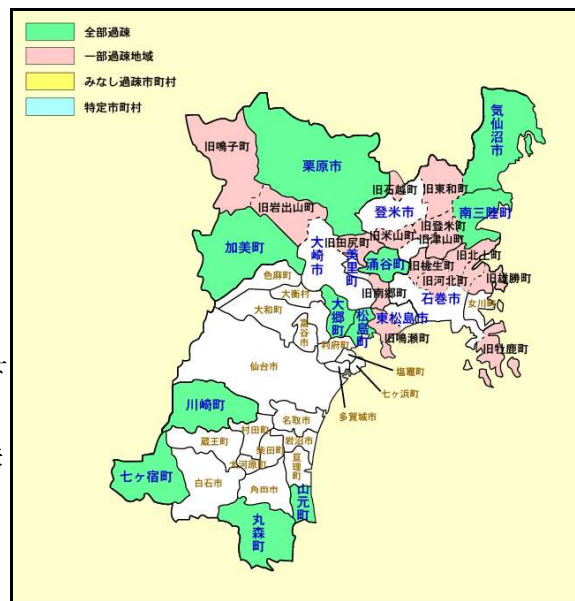 全部過疎
一部過疎地域
みなし過疎市町村
特定市町村
気仙沼市
旧鳴子町
栗原市
旧石越町
旧東和町
登米市
南三陸町
旧岩出山町
旧登米町
旧米山町
旧津山町
加美町
大崎市
旧田尻町
美里町
涌谷町
旧桃生町
旧北上町
旧河北町
旧雄勝町
色麻町
大衡村
旧南郷町
石巻市
女川町
大和町
大郷町
松島町
東松島市
富谷市
旧鳴瀬町
利府町
旧牡鹿町
仙台市
塩竈町
七ヶ浜町
多賀城市
川崎町
名取市
村田町
岩沼市
蔵王町
柴田町
大河原町
亘理町
七ヶ宿町
白石市
角田市
山元町
丸森町